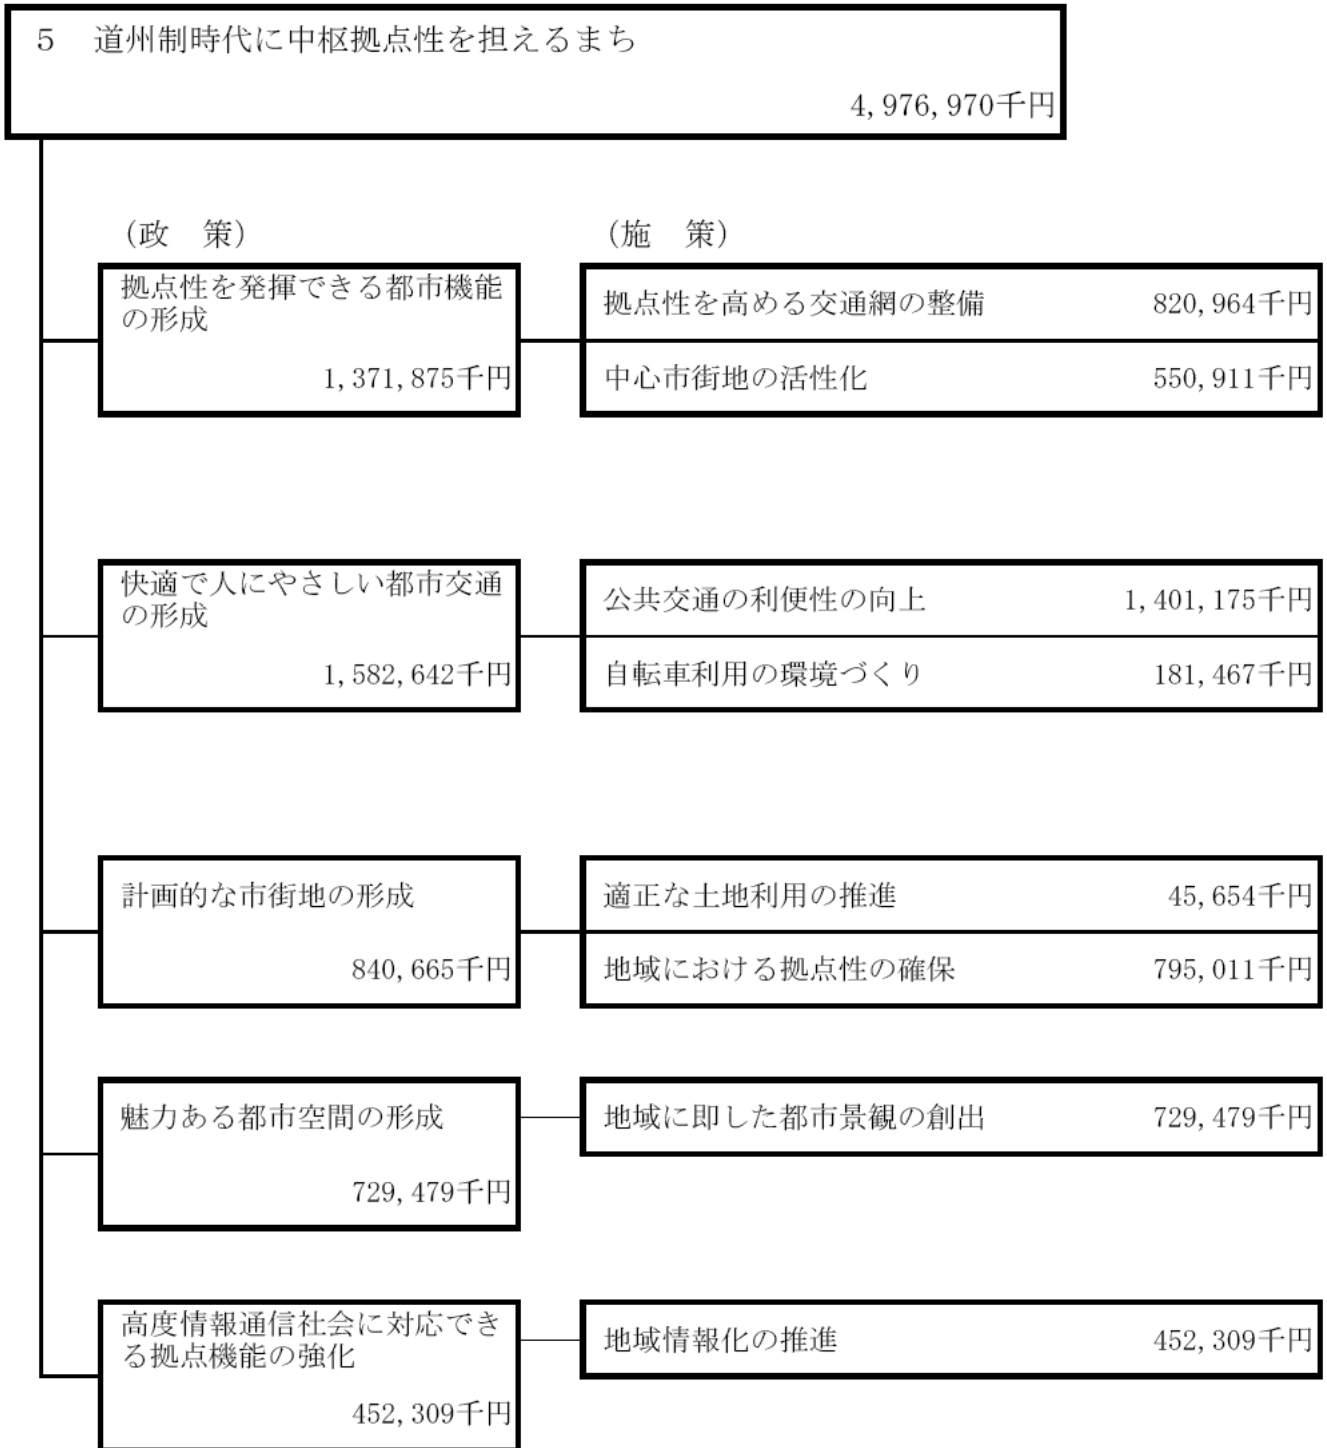 ５　道州制時代に中枢拠点性を担えるまち
4,976,970千円
（政　策）　（施　策）
拠点性を発揮できる都市機能
の形成
1,371,875千円
拠点性を高める交通網の整備　820,964千円
中心市街地の活性化　550,911千円
快適で人にやさしい都市交通
の形成
1,582,642千円
公共交通の利便性の向上　1,401,175千円
自転車利用の環境づくり　181,467千円
計画的な市街地の形成
840,665千円
適正な土地利用の推進　45,654千円
地域における拠点性の確保　795,011千円
魅力ある都市空間の形成
729,479千円
地域に即した都市景観の創出　729,479千円
高度情報通信社会に対応でき
る拠点機能の強化
452,309千円
地域情報化の推進　452,309千円